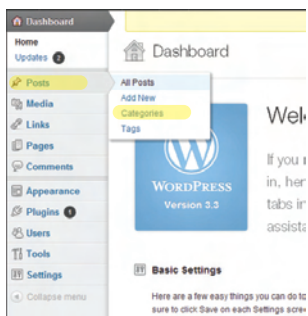 Dashboard
Home
Updates 2
Posts
Media
Links
Pages
Comments
Appearance
Plugins 1
Users
Tools
Settings
Collapse menu
Dashboard
All Posts
Add New
Categories
Tags
WORDPRESS
Version 3.3
Wel
If you
in, her
tabs in
assista
Basic Settings
Here are a few easy things you can do to
sure to click Save on each Settings scree